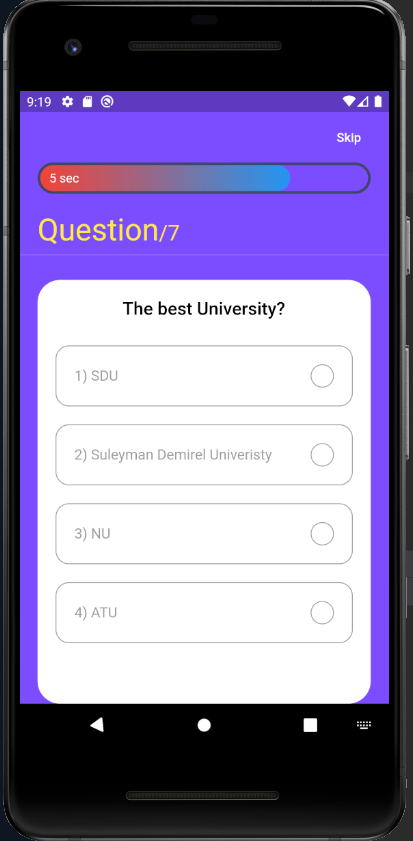 9:19
Skip
5 sec
Question/7
The best University?
1) SDU
2) Suleyman Demirel Univeristy
3) NU
4) ATU